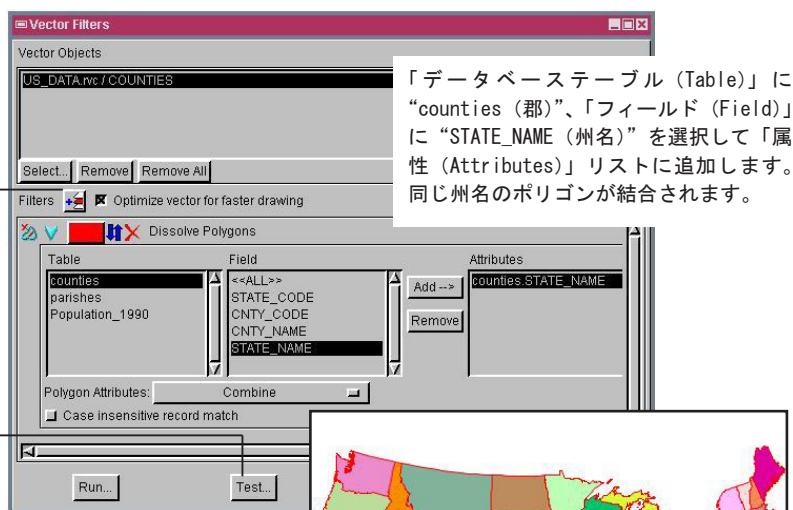 Vector Filters
Vector Objects
US_DATA.rvc / COUNTIES
「データベーステーブル (Table)」に
“counties (郡)”、「フィールド (Field)」
に “STATE_NAME (州名)” を選択して「属
性 (Attributes)」リストに追加します。
同じ州名のポリゴンが結合されます。
Select... Remove Remove All
Filters Optimize vector for faster drawing
Dissolve Polygons
Table Field Attributes
counties
parishes
Population_1990
<<ALL>>
STATE_CODE
CNTY_CODE
CNTY_NAME
STATE_NAME
Add -->
Remove
counties.STATE_NAME
Polygon Attributes: Combine
Case insensitive record match
Run... Test...